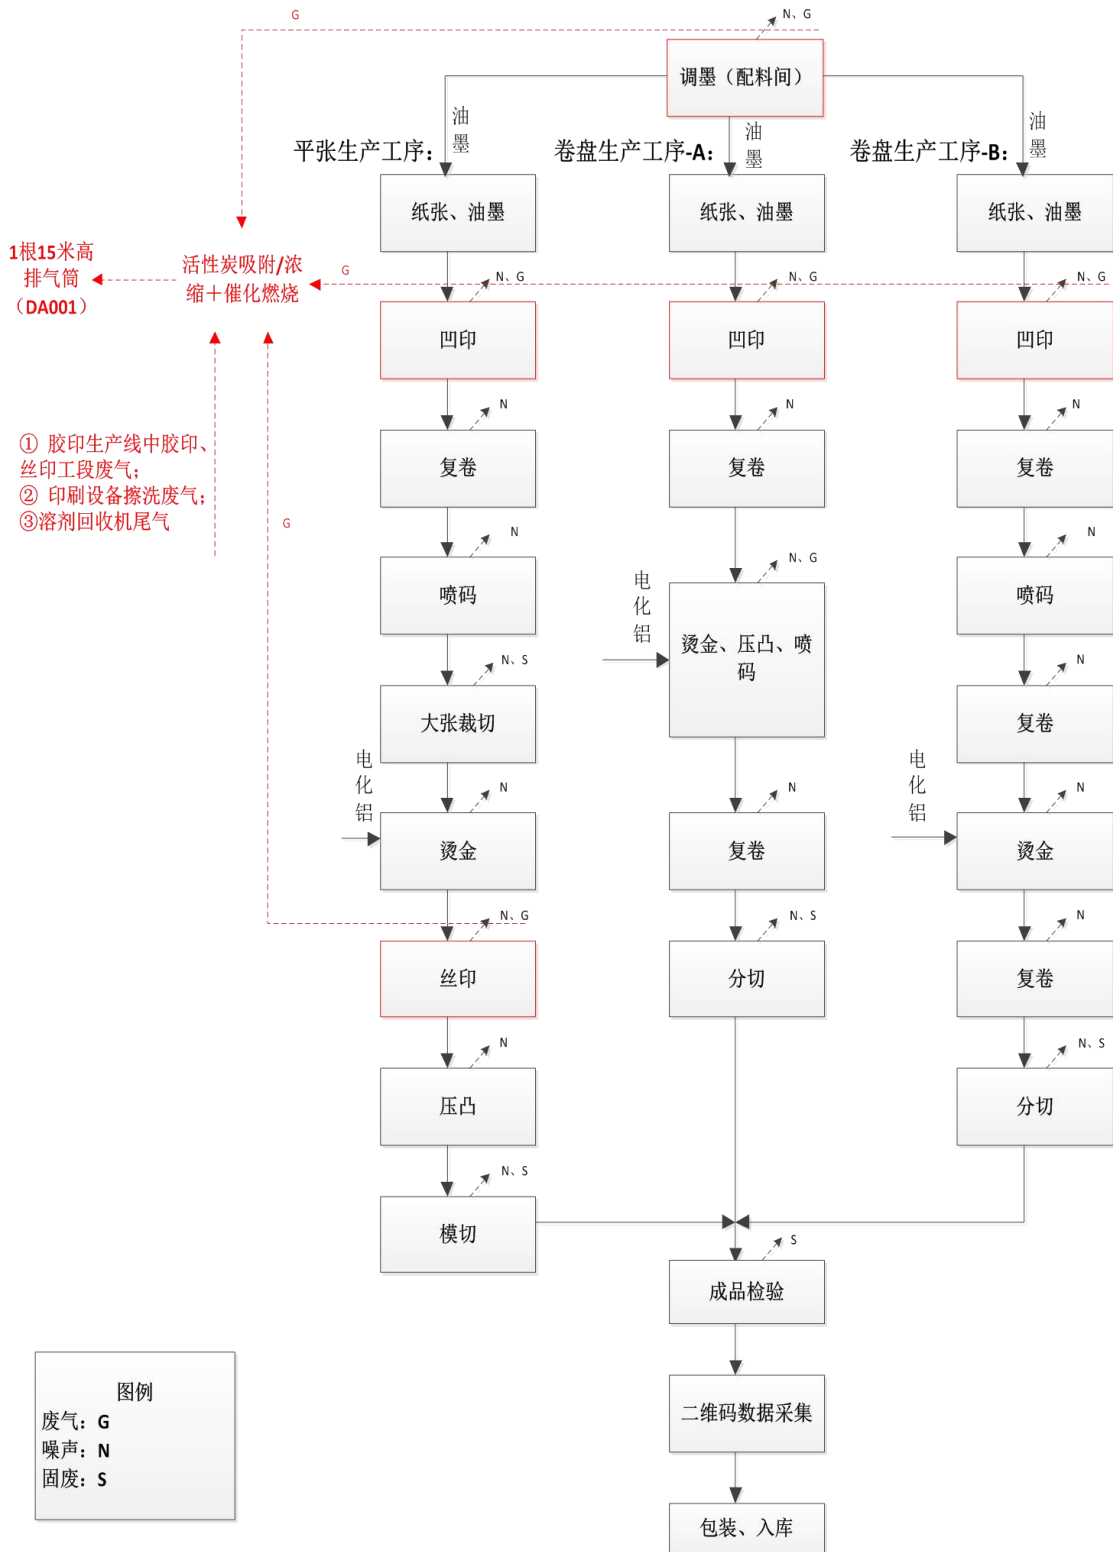 G
N、G
调墨（配料间）
油
墨
油
墨
油
墨
平张生产工序：
卷盘生产工序-A：
卷盘生产工序-B：
纸张、油墨
纸张、油墨
纸张、油墨
1根15米高
排气筒
（DA001）
活性炭吸附/浓
缩＋催化燃烧
G
N、G
N、G
N、G
凹印
凹印
凹印
N
N
N
① 胶印生产线中胶印、
丝印工段废气；
② 印刷设备擦洗废气；
③溶剂回收机尾气
G
复卷
复卷
复卷
N
N、G
N
喷码
电
化
铝
烫金、压凸、喷
码
喷码
N、S
N
大张裁切
复卷
电
化
铝
N
N
电
化
铝
N
烫金
复卷
烫金
N、G
N、S
N
丝印
分切
复卷
N
N、S
压凸
分切
N、S
模切
S
成品检验
二维码数据采集
包装、入库
图例
废气：G
噪声：N
固废：S